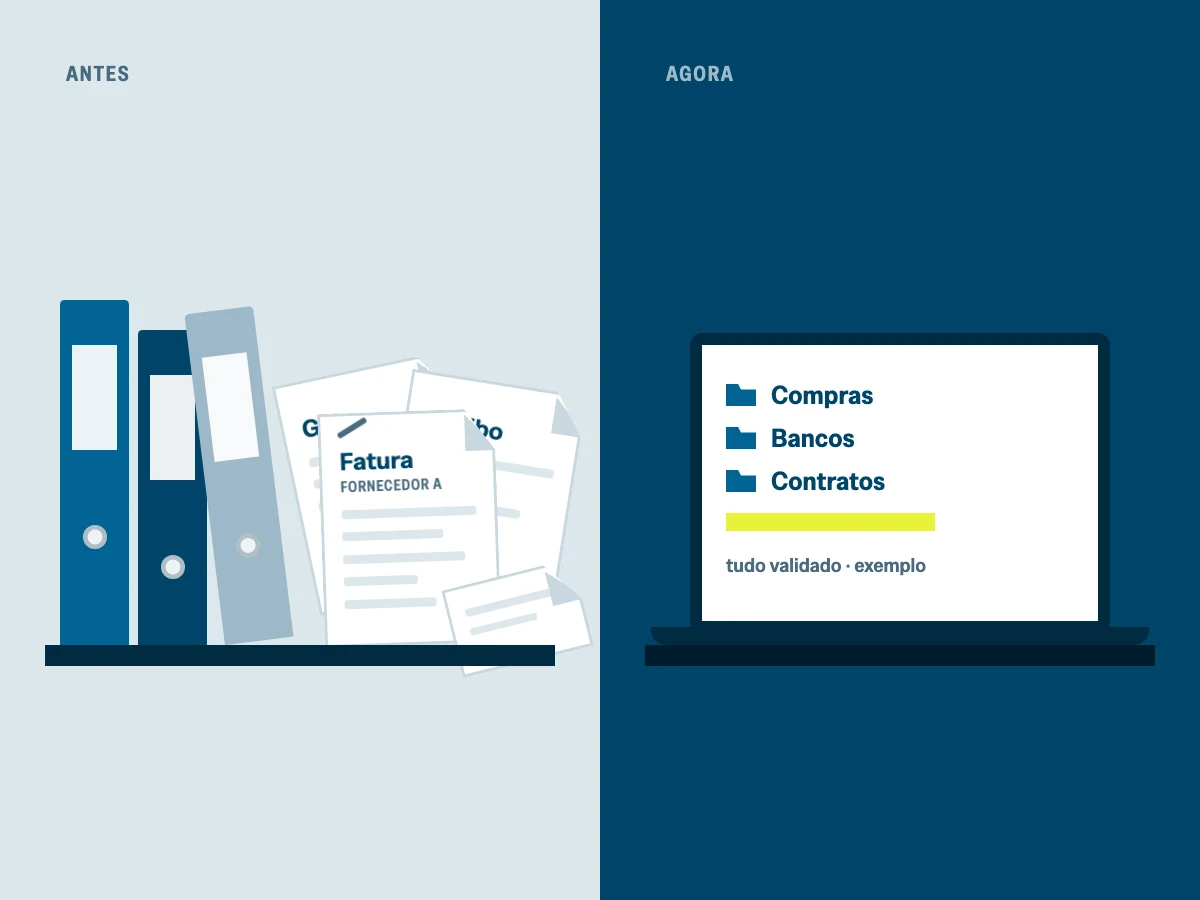 ANTES
Fatura
FORNECEDOR A
AGORA
Compras
Bancos
Contratos
tudo validado · exemplo